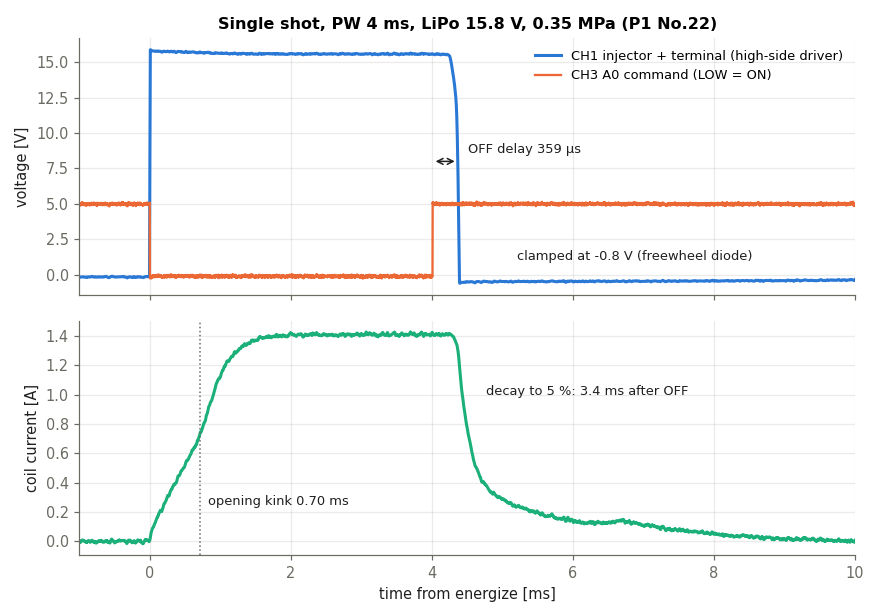 Single shot, PW 4 ms, LiPo 15.8 V, 0.35 MPa (P1 No.22)
CH1 injector + terminal (high-side driver)
CH3 A0 command (LOW = ON)
voltage [V]
15.0
12.5
10.0
7.5
5.0
2.5
0.0
OFF delay 359 µs
clamped at -0.8 V (freewheel diode)
coil current [A]
1.4
1.2
1.0
0.8
0.6
0.4
0.2
0.0
decay to 5 %: 3.4 ms after OFF
opening kink 0.70 ms
0 2 4 6 8 10
time from energize [ms]